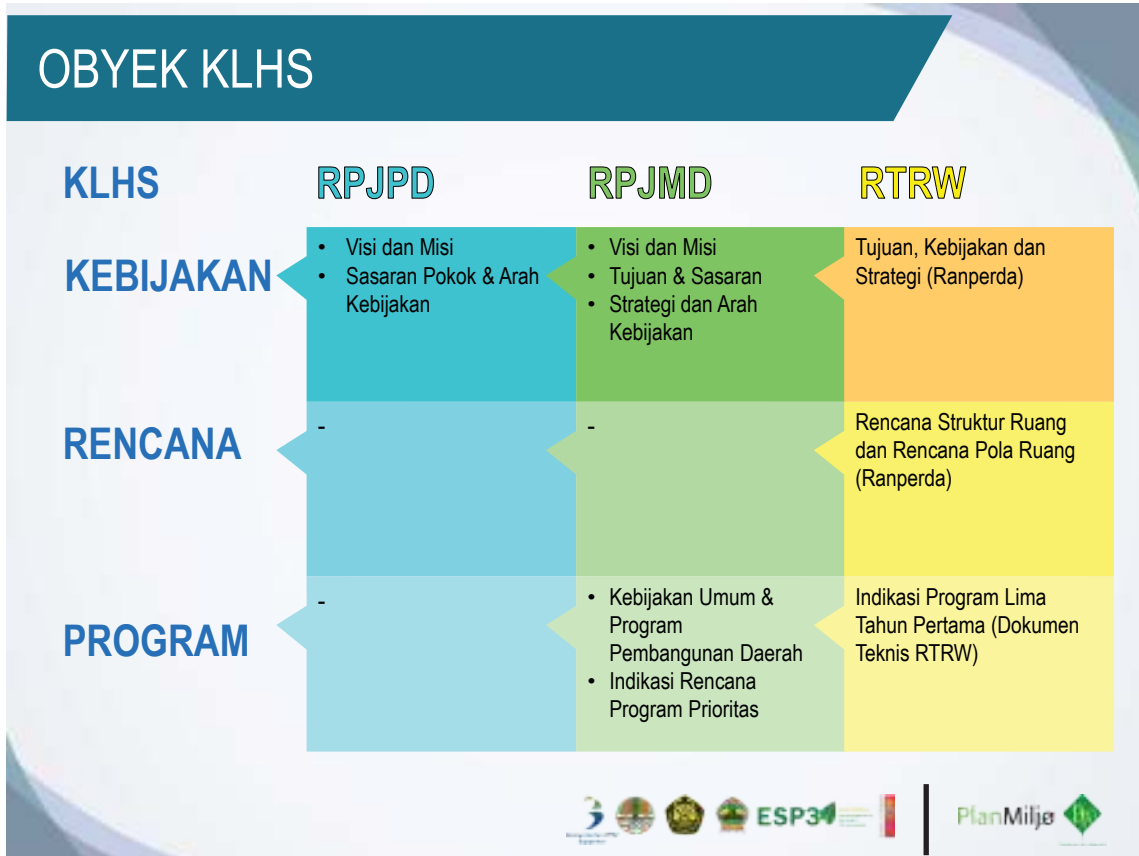 OBYEK KLHS
KLHS
RPJPD
RPJMD
RTRW
KEBIJAKAN
• Visi dan Misi
• Sasaran Pokok & Arah
Kebijakan
• Visi dan Misi
• Tujuan & Sasaran
• Strategi dan Arah
Kebijakan
Tujuan, Kebijakan dan
Strategi (Ranperda)
RENCANA
-
-
Rencana Struktur Ruang
dan Rencana Pola Ruang
(Ranperda)
PROGRAM
-
• Kebijakan Umum &
Program
Pembangunan Daerah
• Indikasi Rencana
Program Prioritas
Indikasi Program Lima
Tahun Pertama (Dokumen
Teknis RTRW)
ESP3
PlanMiljø